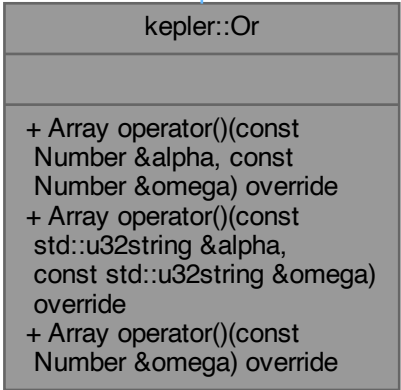 kepler::Or
+ Array operator()(const
Number &alpha, const
Number &omega) override
+ Array operator()(const
std::u32string &alpha,
const std::u32string &omega)
override
+ Array operator()(const
Number &omega) override